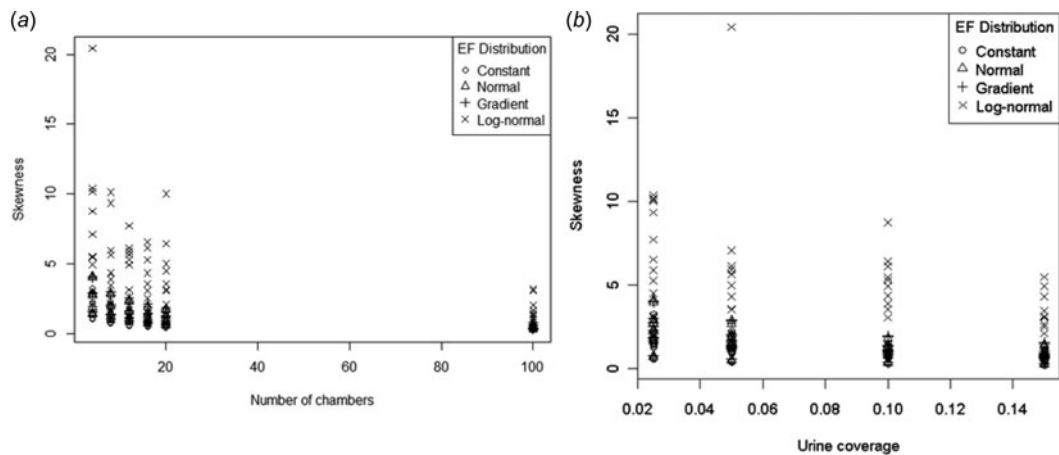 (a)
EF Distribution
Constant
Normal
Gradient
Log-normal
Skewness
20
15
10
5
0
20
40
60
80
100
Number of chambers
(b)
EF Distribution
Constant
Normal
Gradient
Log-normal
Skewness
20
15
10
5
0
0.02
0.04
0.06
0.08
0.10
0.12
0.14
Urine coverage